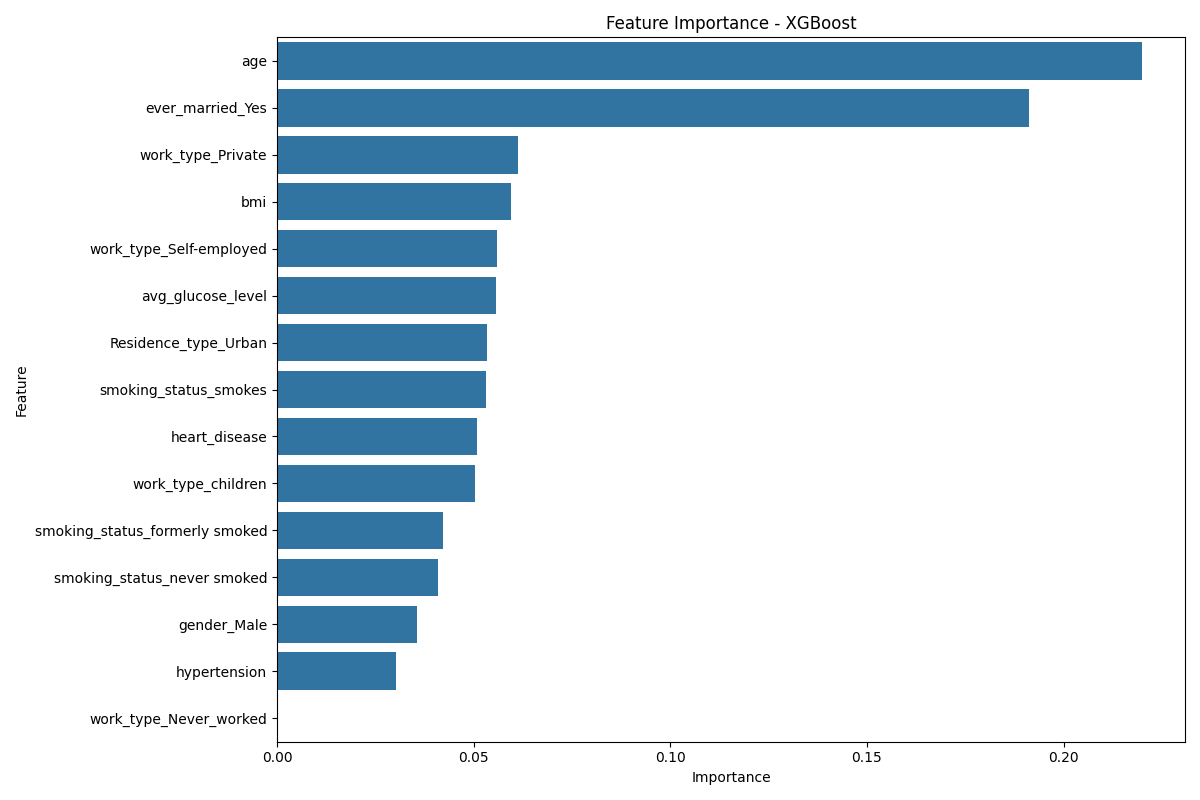 Feature Importance - XGBoost
age
ever_married_Yes
work_type_Private
bmi
work_type_Self-employed
avg_glucose_level
Residence_type_Urban
smoking_status_smokes
heart_disease
work_type_children
smoking_status_formerly smoked
smoking_status_never smoked
gender_Male
hypertension
work_type_Never_worked
Feature
0.00 0.05 0.10 0.15 0.20
Importance